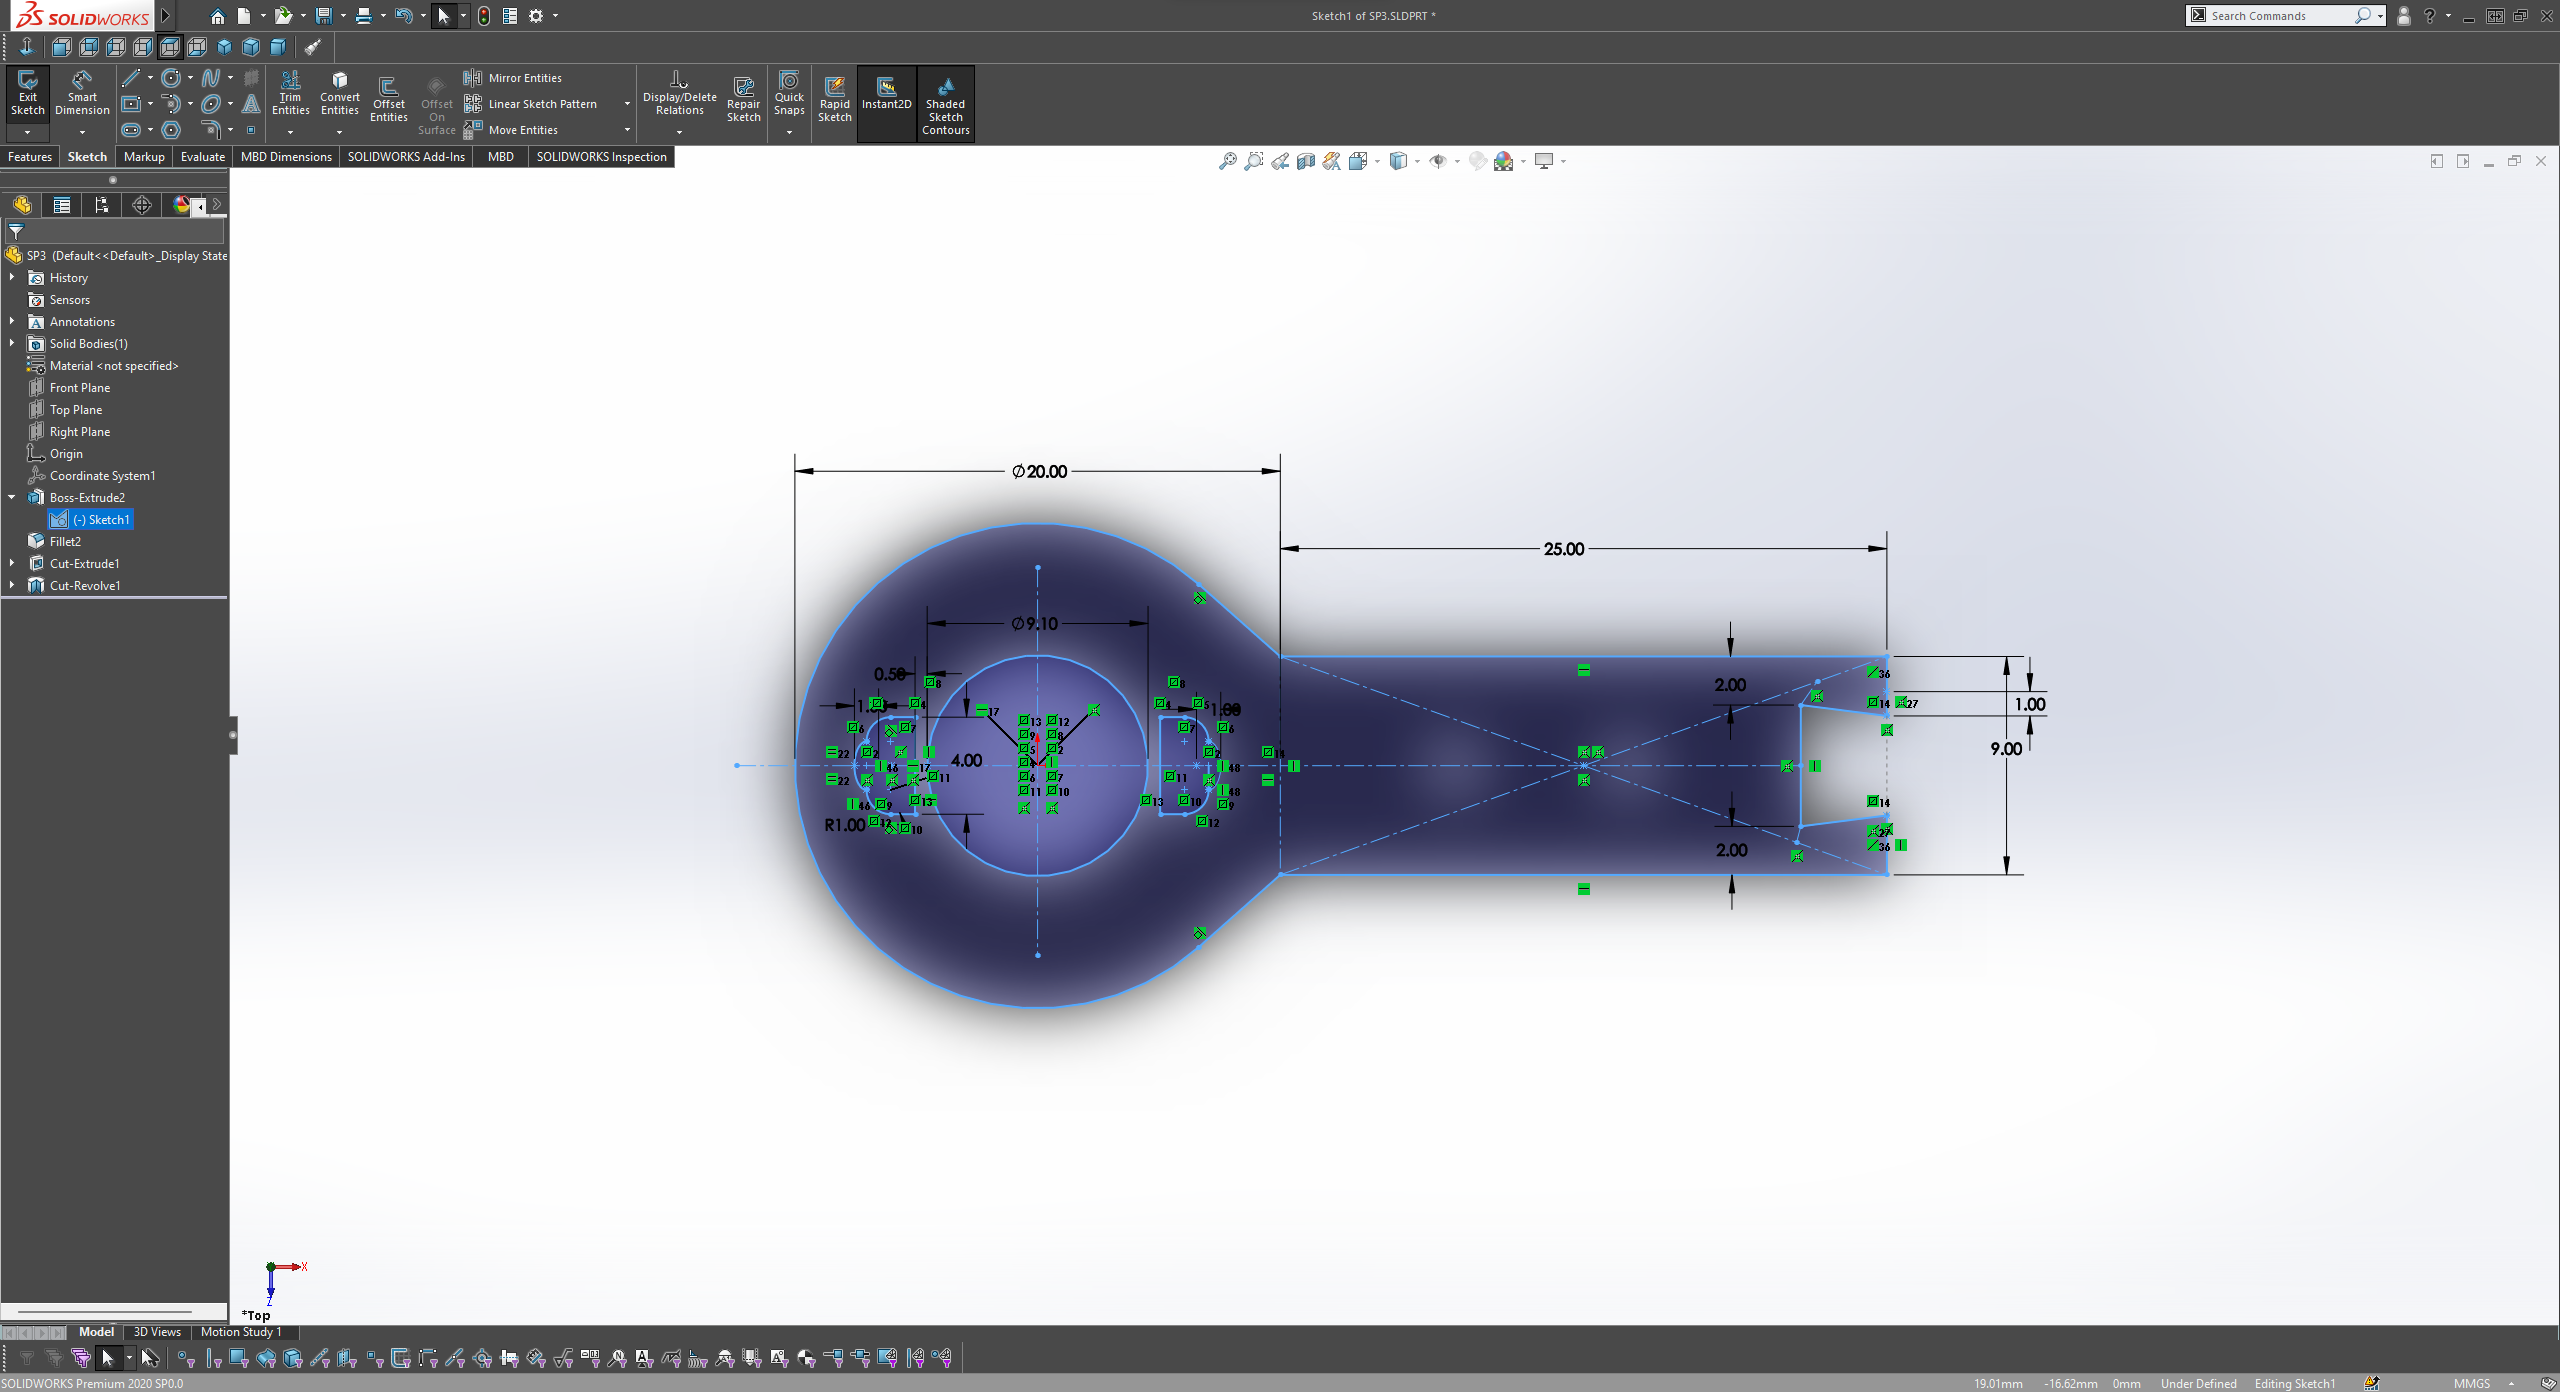 SOLIDWORKS
Sketch1 of SP3.SLDPRT *
Search Commands
Exit Sketch
Smart Dimension
Trim Entities
Convert Entities
Offset Entities
Offset On Surface
Mirror Entities
Linear Sketch Pattern
Move Entities
Display/Delete Relations
Repair Sketch
Quick Snaps
Rapid Sketch
Instant2D
Shaded Sketch Contours
Features
Sketch
Markup
Evaluate
MBD Dimensions
SOLIDWORKS Add-Ins
MBD
SOLIDWORKS Inspection
SP3 (Default<<Default>_Display State
History
Sensors
Annotations
Solid Bodies(1)
Material <not specified>
Front Plane
Top Plane
Right Plane
Origin
Coordinate System1
Boss-Extrude2
(-) Sketch1
Fillet2
Cut-Extrude1
Cut-Revolve1
∅20.00
25.00
∅9.10
0.50
4.00
R1.00
1.00
2.00
2.00
1.00
9.00
X
Z
*Top
Model
3D Views
Motion Study 1
SOLIDWORKS Premium 2020 SP0.0
19.01mm
-16.62mm
0mm
Under Defined
Editing Sketch1
MMGS